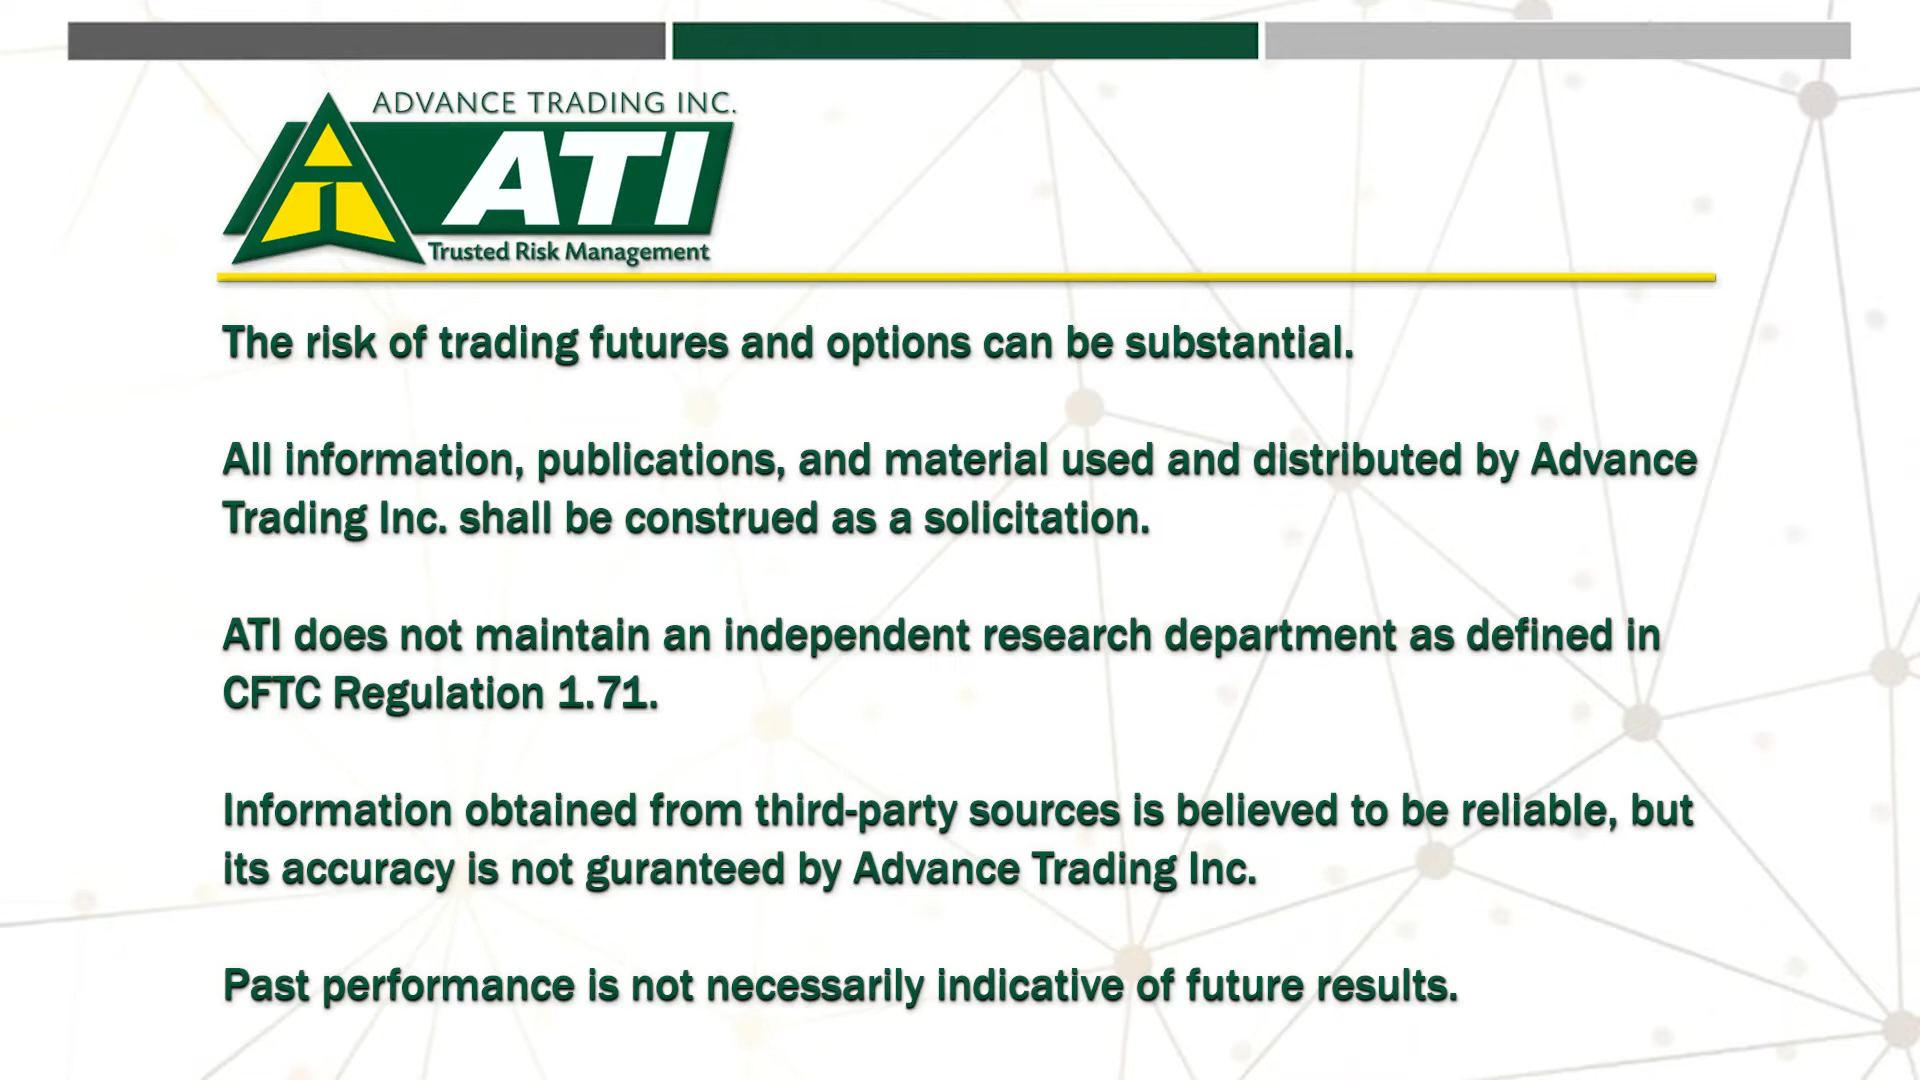 ADVANCE TRADING INC.
ATI
Trusted Risk Management
The risk of trading futures and options can be substantial.
All information, publications, and material used and distributed by Advance
Trading Inc. shall be construed as a solicitation.
ATI does not maintain an independent research department as defined in
CFTC Regulation 1.71.
Information obtained from third-party sources is believed to be reliable, but
its accuracy is not guranteed by Advance Trading Inc.
Past performance is not necessarily indicative of future results.